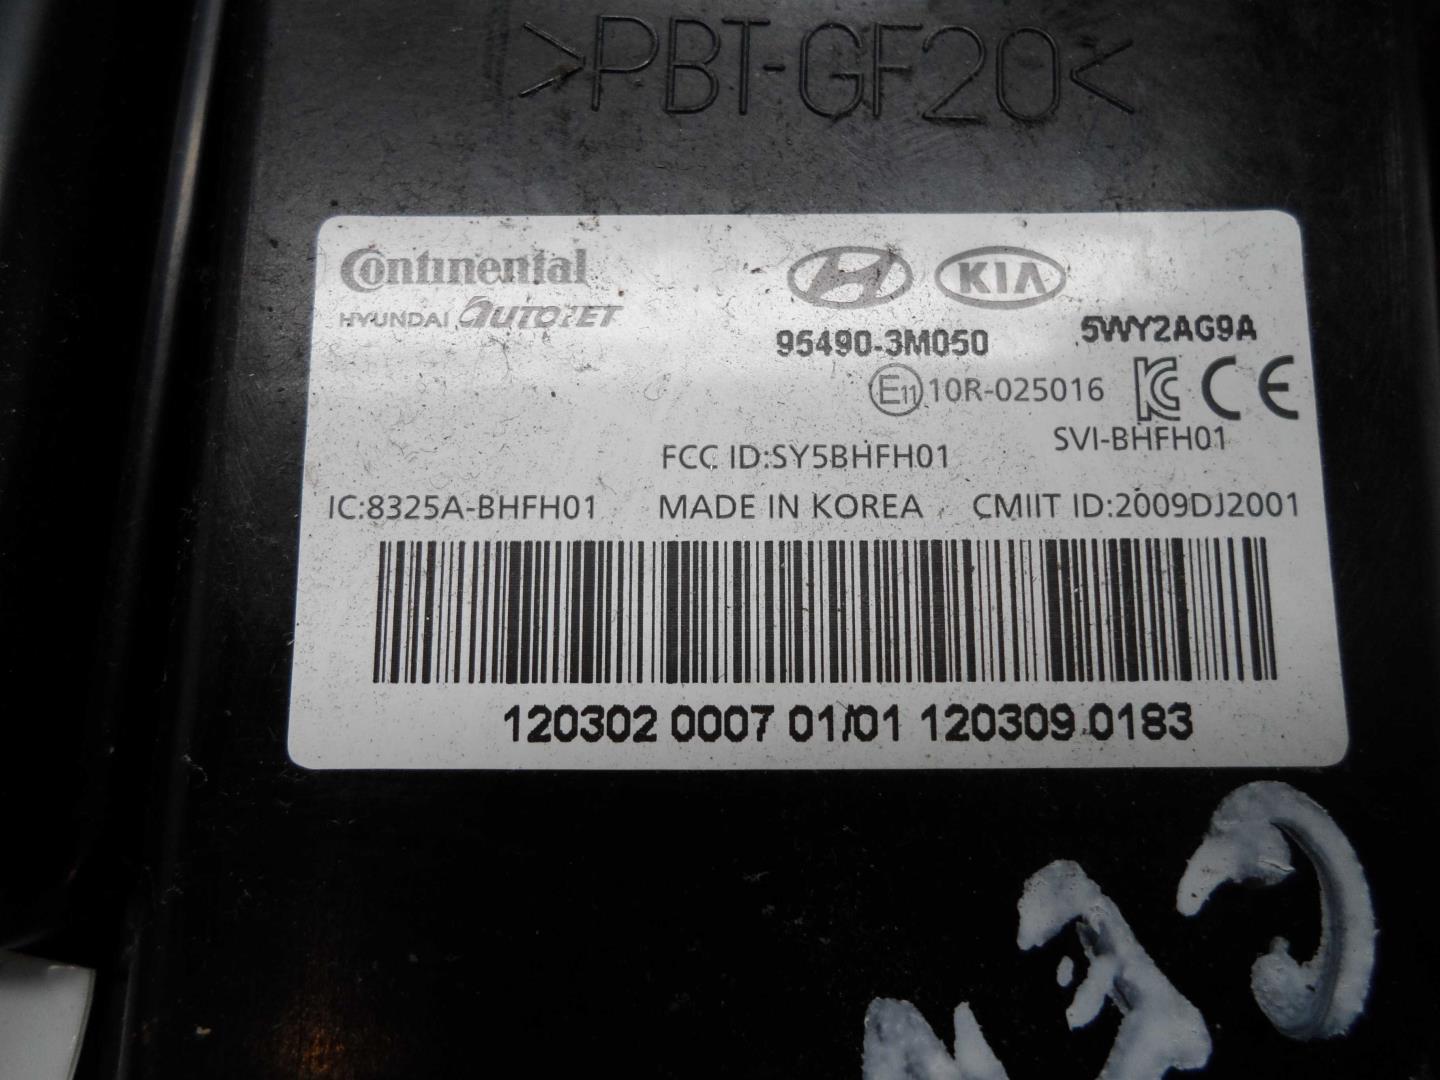 >PBT-GF20<
Continental
HYUNDAI AUTONET
KIA
95490-3M050
5WY2AG9A
E11 10R-025016
CE
SVI-BHFH01
FCC ID:SY5BHFH01
IC:8325A-BHFH01
MADE IN KOREA
CMIIT ID:2009DJ2001
120302 0007 01/01 120309 0183